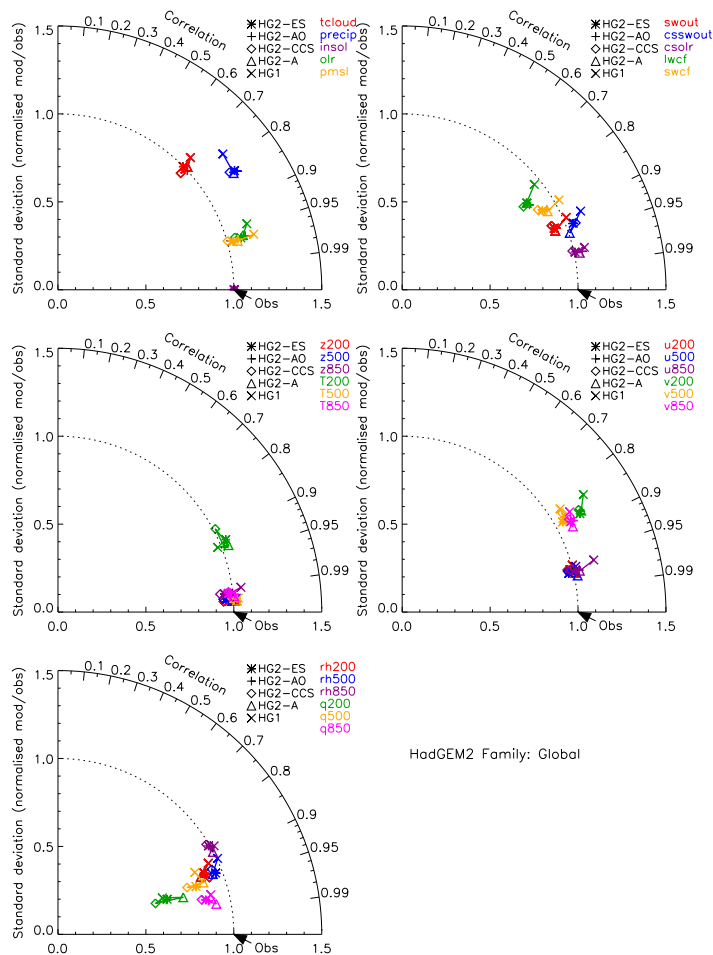 1.5
1.0
0.5
0.0
Standard deviation (normalised mod/obs)
0.0 0.5 1.0 1.5
Obs
Correlation
0.1 0.2 0.3 0.4 0.5 0.6 0.7 0.8 0.9 0.95 0.99
HG2-ES tcloud
HG2-AO precip
HG2-CCS insol
HG2-A olr
HG1 pmsl
1.5
1.0
0.5
0.0
Standard deviation (normalised mod/obs)
0.0 0.5 1.0 1.5
Obs
Correlation
0.1 0.2 0.3 0.4 0.5 0.6 0.7 0.8 0.9 0.95 0.99
HG2-ES swout
HG2-AO csswout
HG2-CCS csolr
HG2-A lwcf
HG1 swcf
1.5
1.0
0.5
0.0
Standard deviation (normalised mod/obs)
0.0 0.5 1.0 1.5
Obs
Correlation
0.1 0.2 0.3 0.4 0.5 0.6 0.7 0.8 0.9 0.95 0.99
HG2-ES z200
HG2-AO z500
HG2-CCS z850
HG2-A T200
HG1 T500
T850
1.5
1.0
0.5
0.0
Standard deviation (normalised mod/obs)
0.0 0.5 1.0 1.5
Obs
Correlation
0.1 0.2 0.3 0.4 0.5 0.6 0.7 0.8 0.9 0.95 0.99
HG2-ES u200
HG2-AO u500
HG2-CCS u850
HG2-A v200
HG1 v500
v850
1.5
1.0
0.5
0.0
Standard deviation (normalised mod/obs)
0.0 0.5 1.0 1.5
Obs
Correlation
0.1 0.2 0.3 0.4 0.5 0.6 0.7 0.8 0.9 0.95 0.99
HG2-ES rh200
HG2-AO rh500
HG2-CCS rh850
HG2-A q200
HG1 q500
q850
HadGEM2 Family: Global